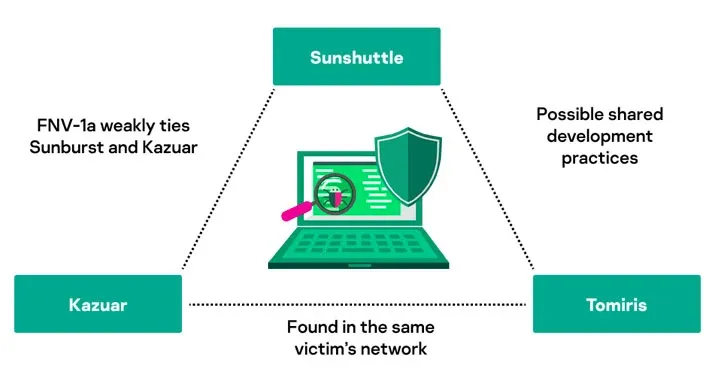 Sunshuttle
FNV-1a weakly ties
Sunburst and Kazuar
Possible shared
development
practices
Kazuar
Tomiris
Found in the same
victim's network